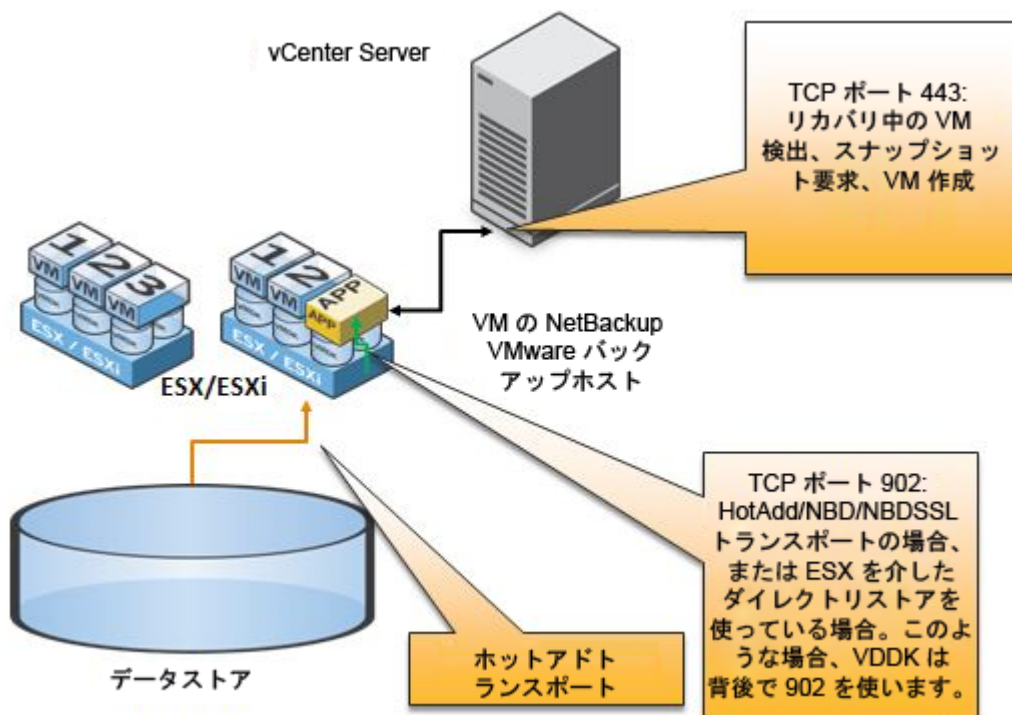 vCenter Server
TCP ポート 443:
リカバリ中の VM
検出、スナップショッ
ト要求、VM 作成
1
2
3
VM
VM
VM
ESX / ESXi
1
2
APP
VM
VM
APP
ESX / ESXi
ESX/ESXi
VM の NetBackup
VMware バック
アップホスト
TCP ポート 902:
HotAdd/NBD/NBDSSL
トランスポートの場合、
または ESX を介した
ダイレクトリストアを
使っている場合。このよ
うな場合、VDDK は
背後で 902 を使います。
ホットアドト
ランスポート
データストア